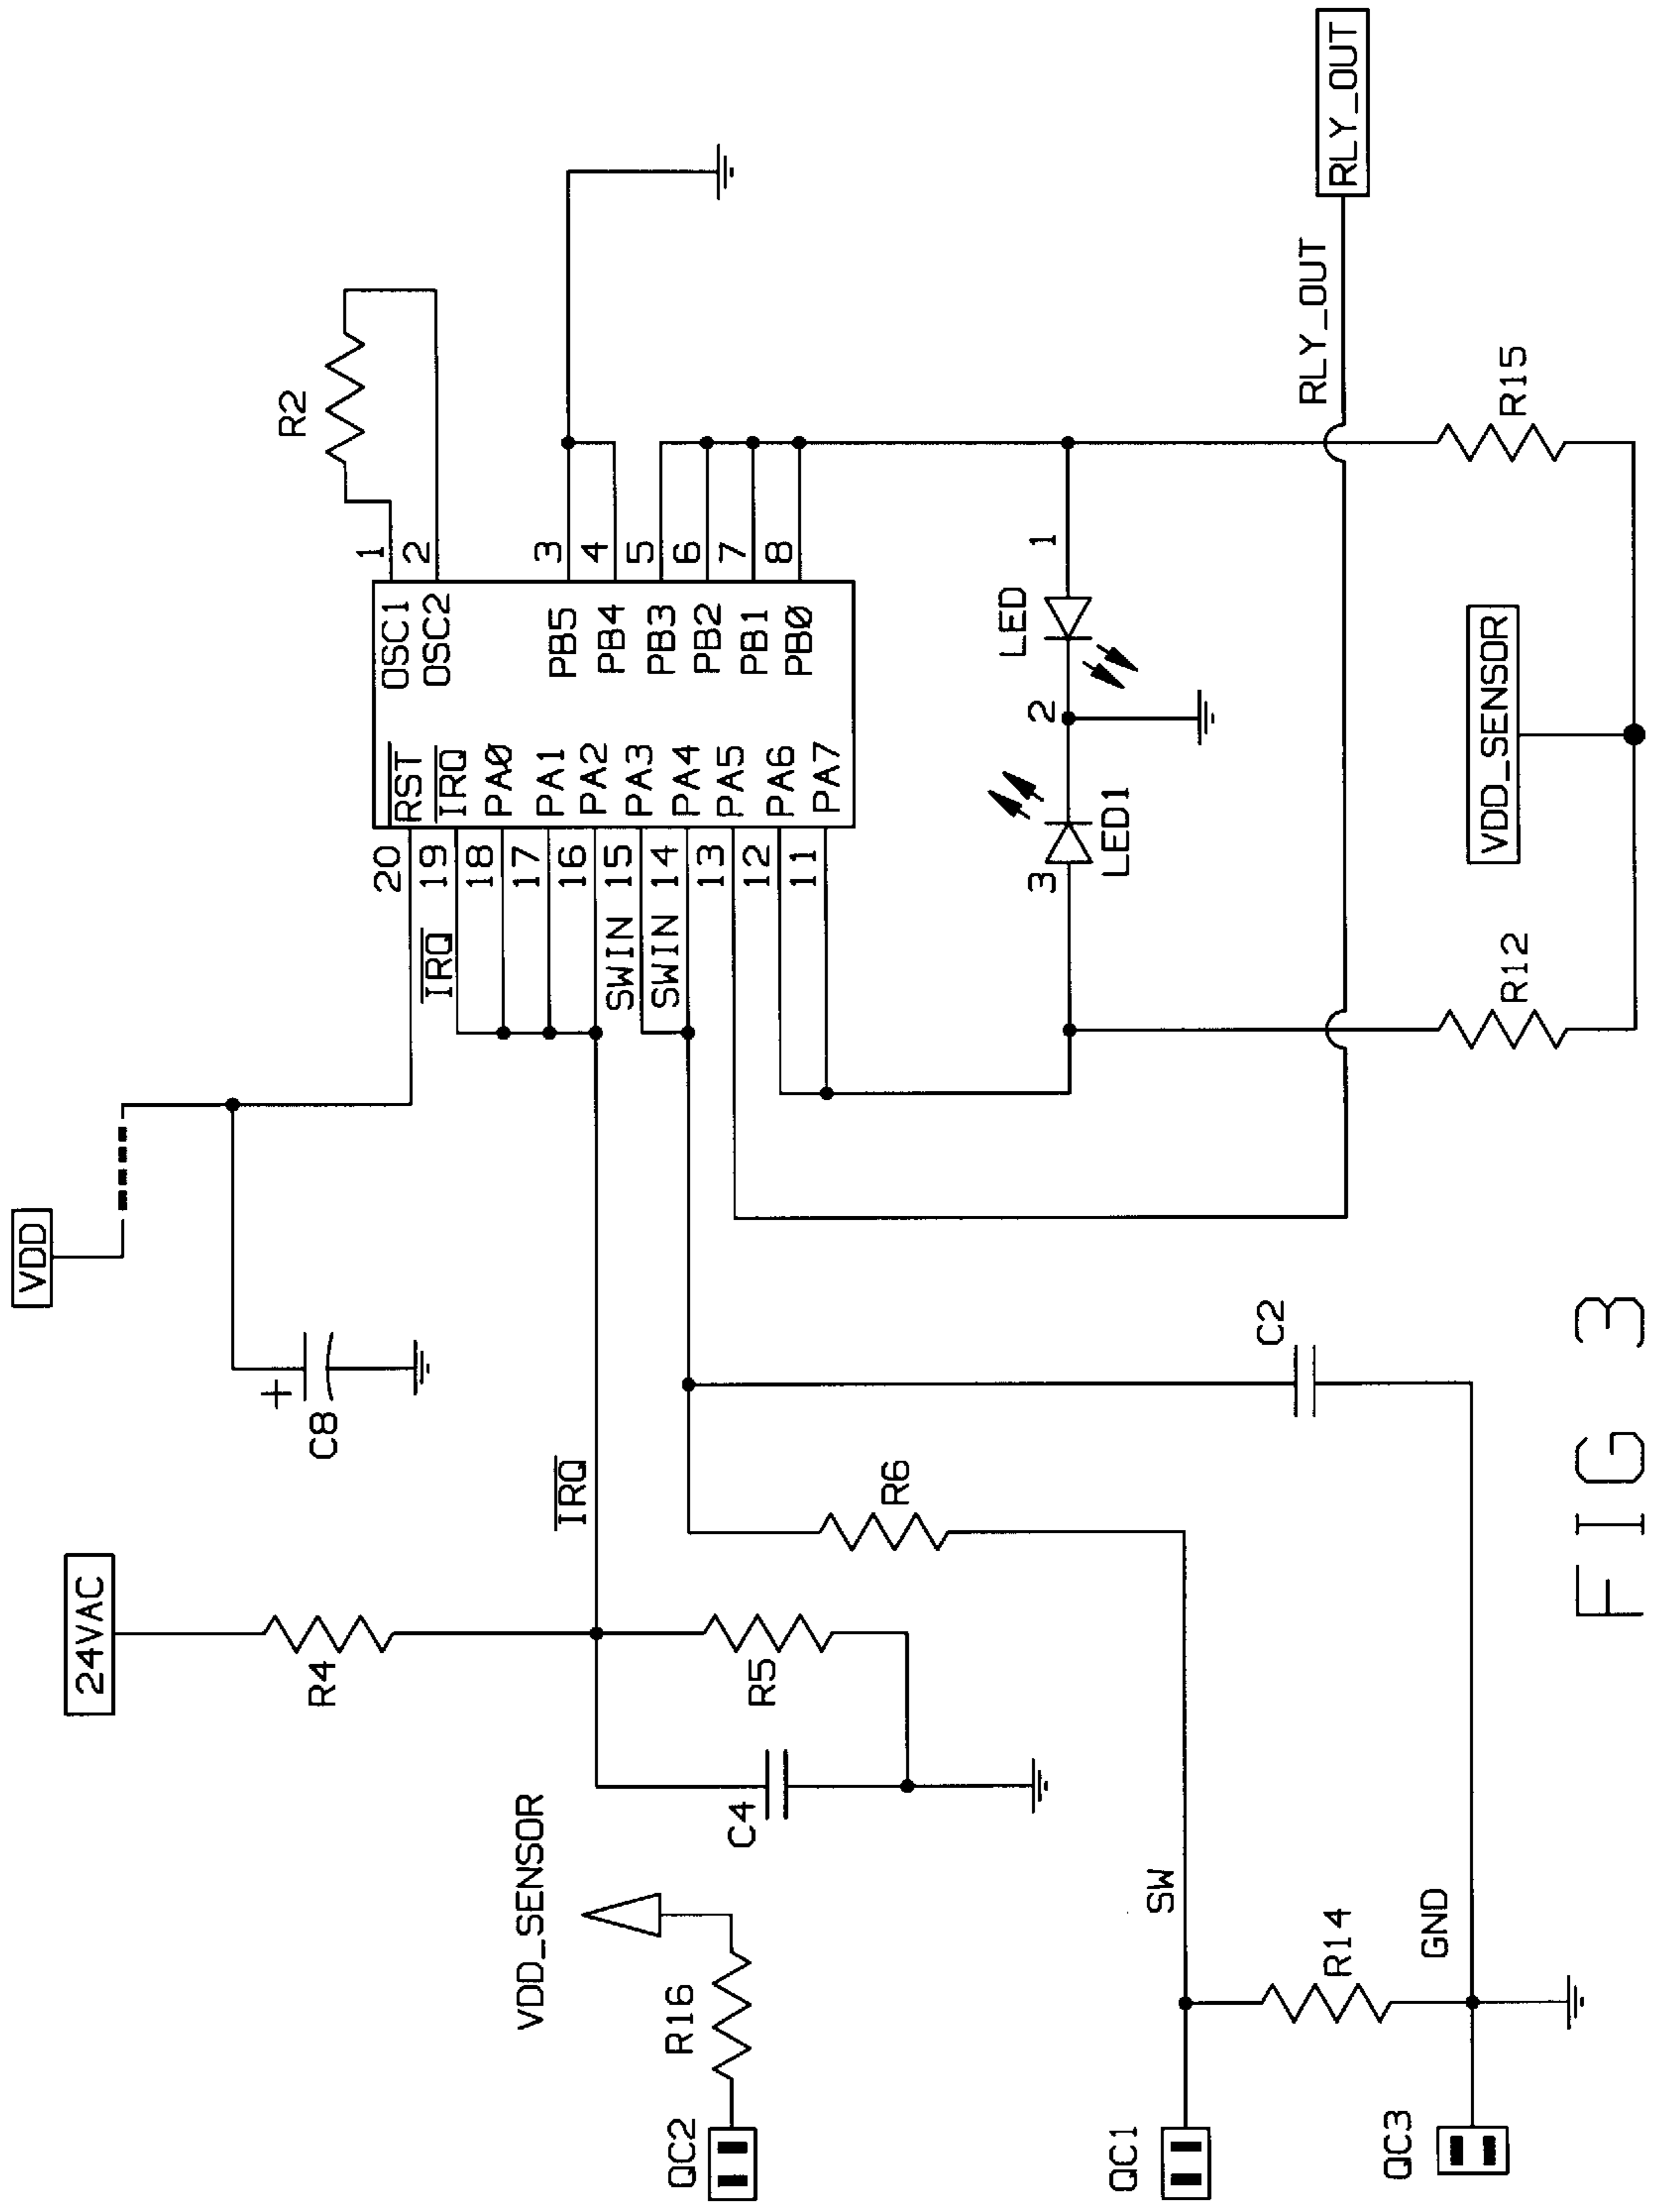 VDD
24VAC
C8
+
R4
IRQ
VDD_SENSOR
R16
QC2
C4
R5
R6
SW
QC1
R14
GND
QC3
C2
IRQ
SWIN
SWIN
20
19
18
17
16
15
14
13
12
11
RST
IRQ
PA0
PA1
PA2
PA3
PA4
PA5
PA6
PA7
OSC1
OSC2
PB5
PB4
PB3
PB2
PB1
PB0
1
2
3
4
5
6
7
8
R2
3
LED1
2
LED
1
R12
VDD_SENSOR
R15
RLY_OUT
RLY_OUT
FIG 3